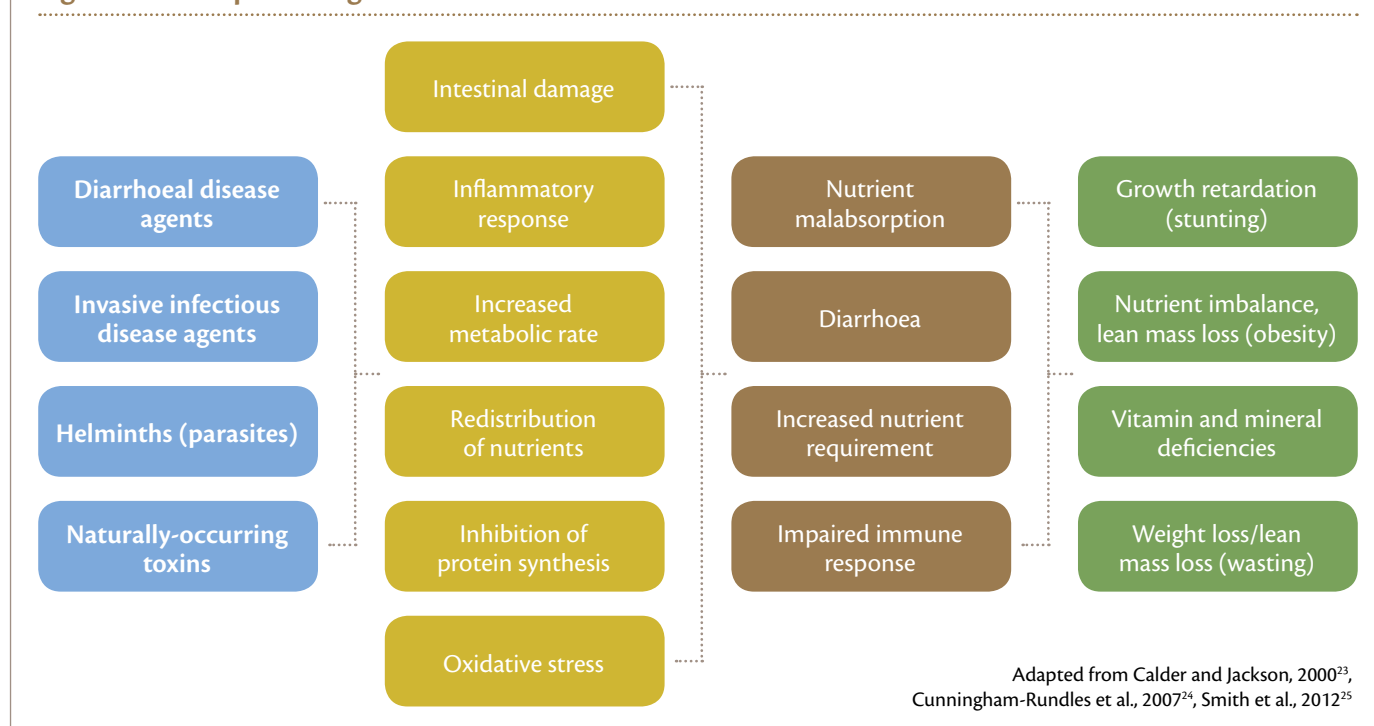 Intestinal damage
Diarrhoeal disease
agents
Inflammatory
response
Nutrient
malabsorption
Growth retardation
(stunting)
Invasive infectious
disease agents
Increased
metabolic rate
Diarrhoea
Nutrient imbalance,
lean mass loss (obesity)
Helminths (parasites)
Redistribution
of nutrients
Increased nutrient
requirement
Vitamin and mineral
deficiencies
Naturally-occurring
toxins
Inhibition of
protein synthesis
Impaired immune
response
Weight loss/lean
mass loss (wasting)
Oxidative stress
Adapted from Calder and Jackson, 2000²³,
Cunningham-Rundles et al., 2007²⁴, Smith et al., 2012²⁵